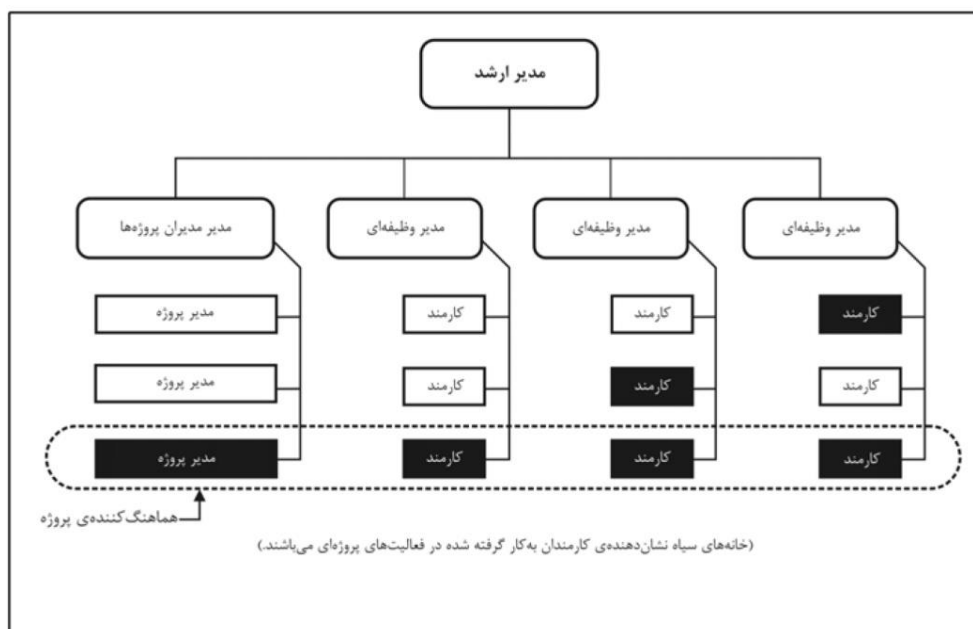 مدیر ارشد
مدیر وظیفه‌ای
مدیر وظیفه‌ای
مدیر وظیفه‌ای
مدیر مدیران پروژه‌ها
کارمند
کارمند
کارمند
مدیر پروژه
کارمند
کارمند
کارمند
مدیر پروژه
کارمند
کارمند
کارمند
مدیر پروژه
هماهنگ‌کننده‌ی پروژه
(خانه‌های سیاه نشان‌دهنده‌ی کارمندان به‌کار گرفته شده در فعالیت‌های پروژه‌ای می‌باشند.)